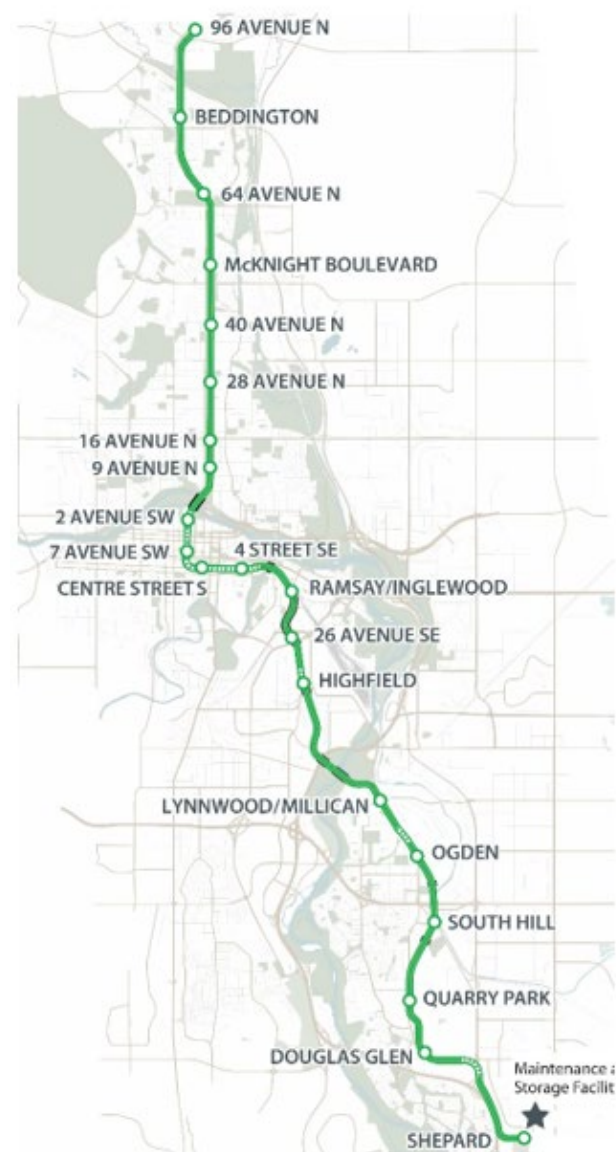 96 AVENUE N
BEDDINGTON
64 AVENUE N
McKNIGHT BOULEVARD
40 AVENUE N
28 AVENUE N
16 AVENUE N
9 AVENUE N
2 AVENUE SW
7 AVENUE SW
4 STREET SE
CENTRE STREET S
RAMSAY/INGLEWOOD
26 AVENUE SE
HIGHFIELD
LYNNWOOD/MILLICAN
OGDEN
SOUTH HILL
QUARRY PARK
DOUGLAS GLEN
Maintenance a
Storage Facilit
SHEPARD